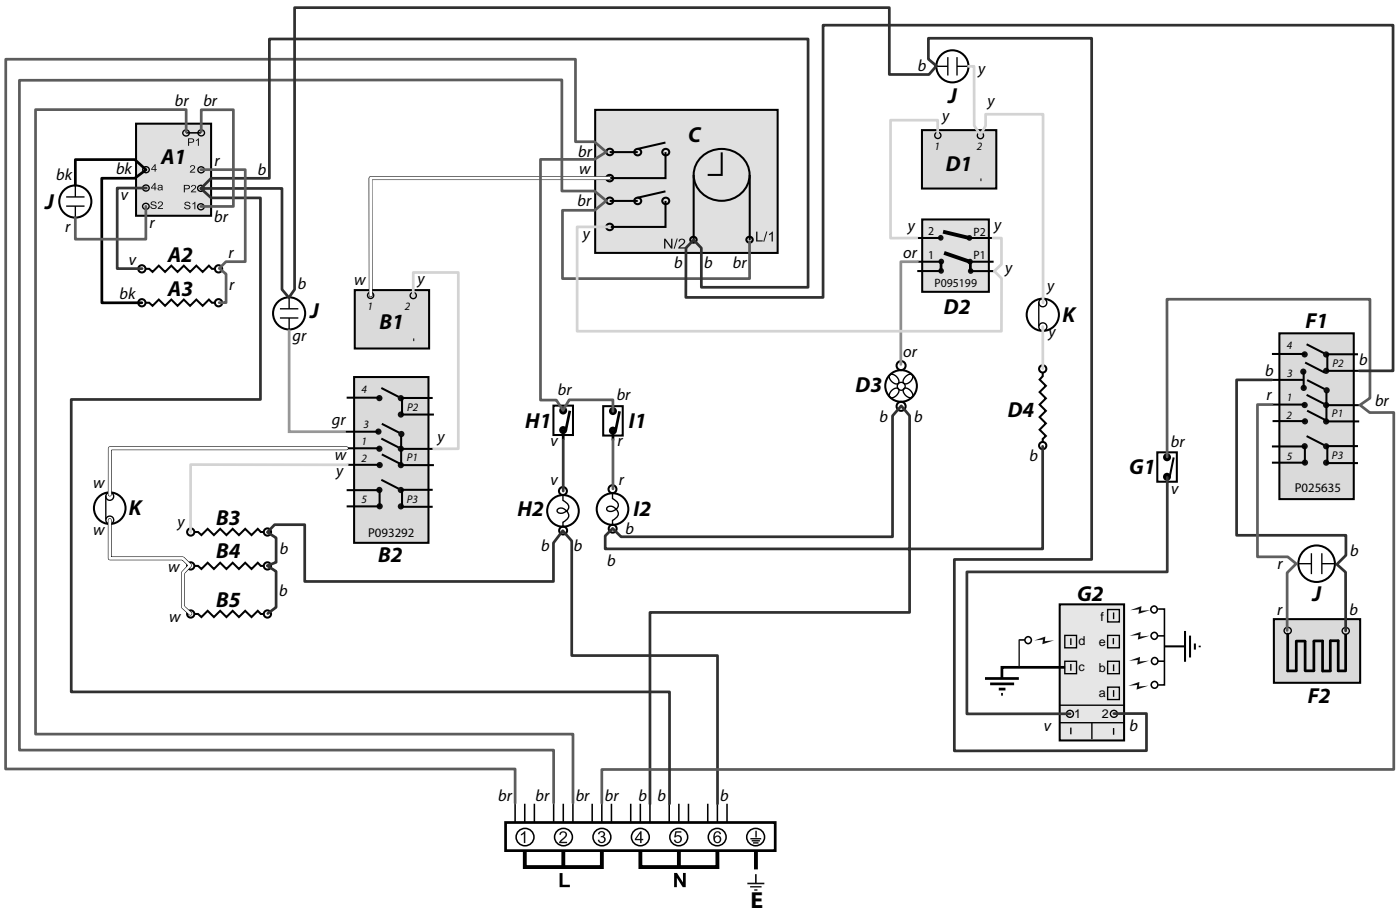 b
J
y
br br
y
y
P1
A1
C
D1
1 2
bk
4
2
r
b
br
bk
w
v
4a
P2
J
S2
S1
br
br
r
r
y
N/2
L/1
b b br
y
2
P2
y
or
1
P1
y
P095199
D2
A2
v
r
A3
bk
r
b
J
gr
w
y
1 2
B1
y
K
y
F1
4
P2
b
b
3
r
1
br
2
P1
5
P3
P025635
or
D3
b b
D4
b
br br
H1
I1
v r
4
P2
gr
3
y
1
w
2
P1
y
5
P3
P093292
B2
br
G1
v
w
K
w
v r
H2
I2
b b
b
b
y
B3
b
w
B4
b
w
B5
b
r
J
r b
F2
G2
f
d
e
c
b
a
1 2
v
b
br br br br b b b
1 2 3 4 5 6
L N
E